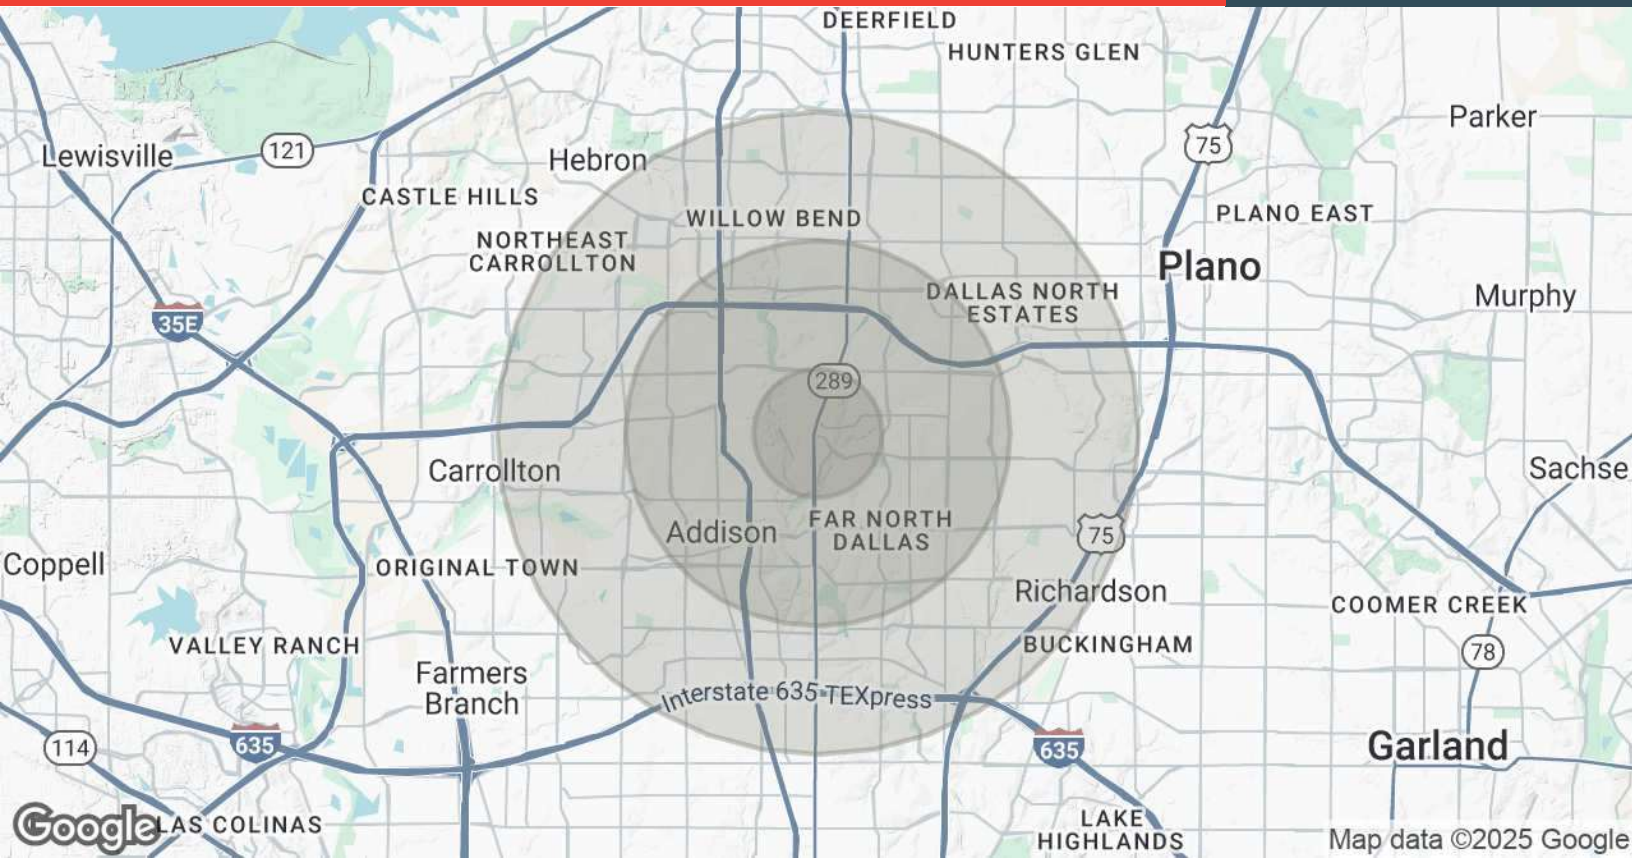 DEERFIELD
HUNTERS GLEN
Parker
75
121
Lewisville
Hebron
CASTLE HILLS
WILLOW BEND
PLANO EAST
NORTHEAST
CARROLLTON
Plano
DALLAS NORTH
ESTATES
Murphy
35E
289
Carrollton
Sachse
Addison
FAR NORTH
DALLAS
75
Coppell
ORIGINAL TOWN
Richardson
COOMER CREEK
VALLEY RANCH
BUCKINGHAM
78
Farmers
Branch
Interstate 635 TEXpress
114
635
635
Garland
Google
LAS COLINAS
LAKE
HIGHLANDS
Map data ©2025 Google